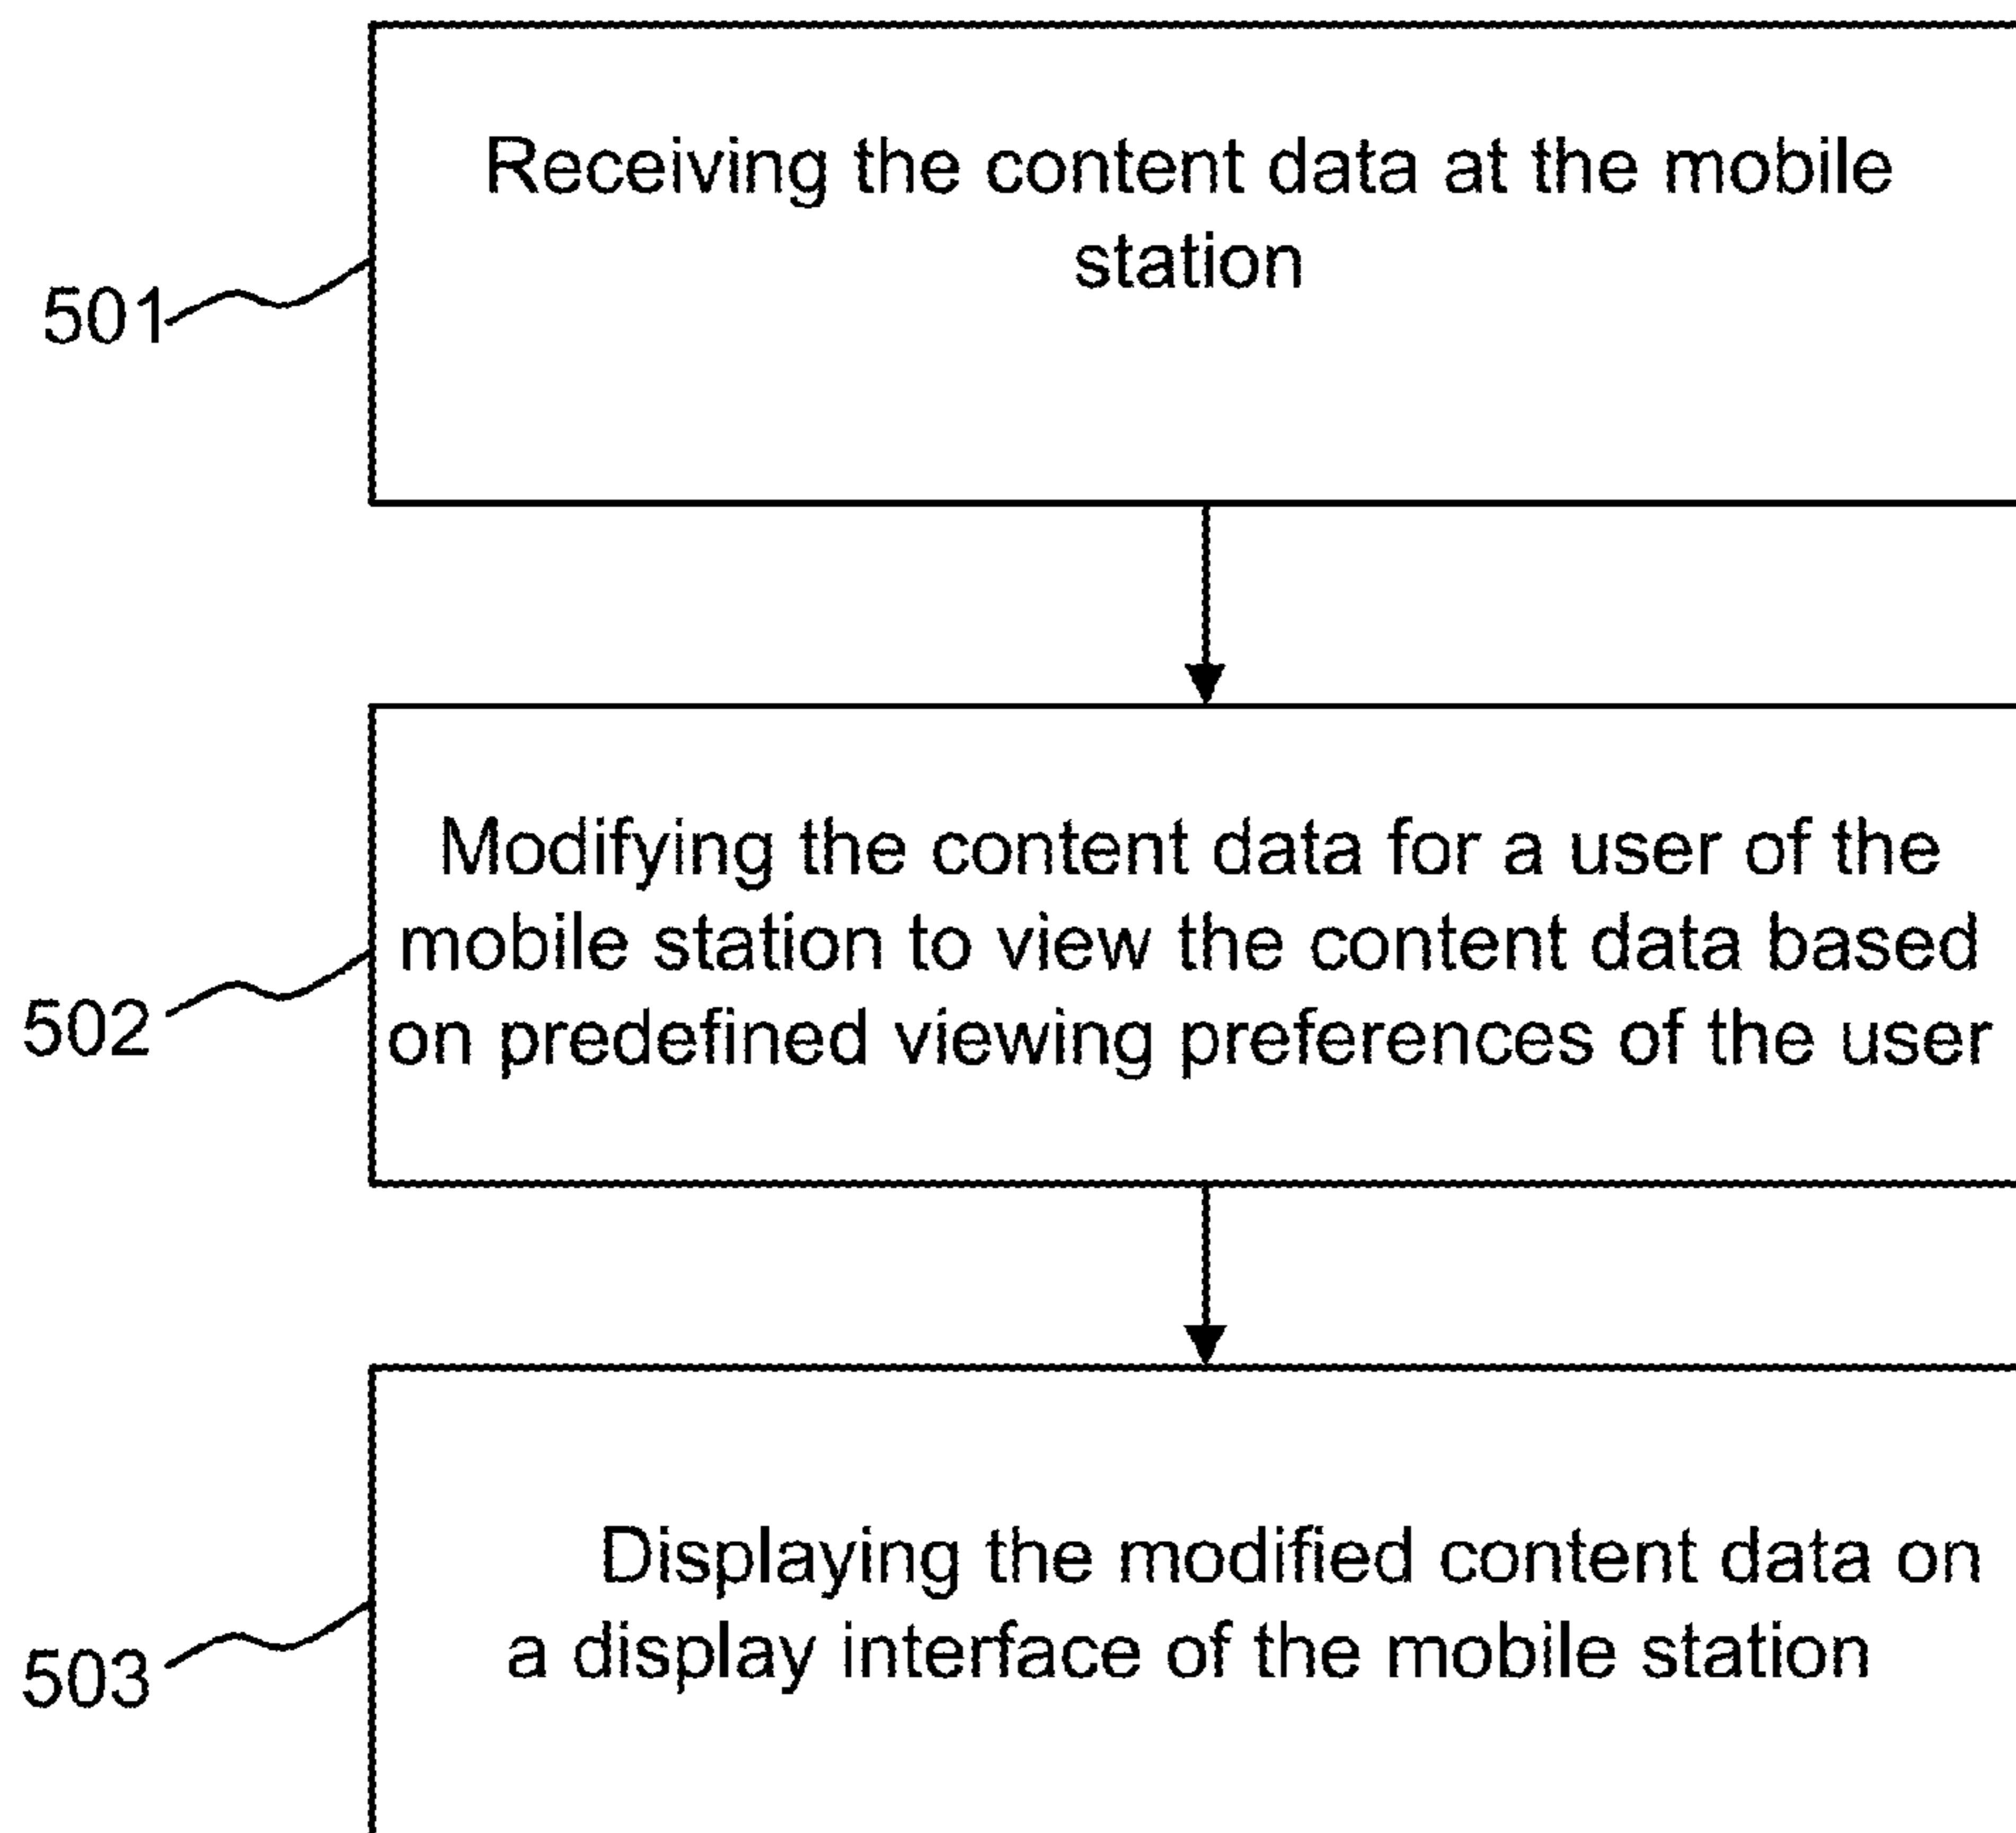 Receiving the content data at the mobile
station
501
Modifying the content data for a user of the
mobile station to view the content data based
on predefined viewing preferences of the user
502
Displaying the modified content data on
a display interface of the mobile station
503